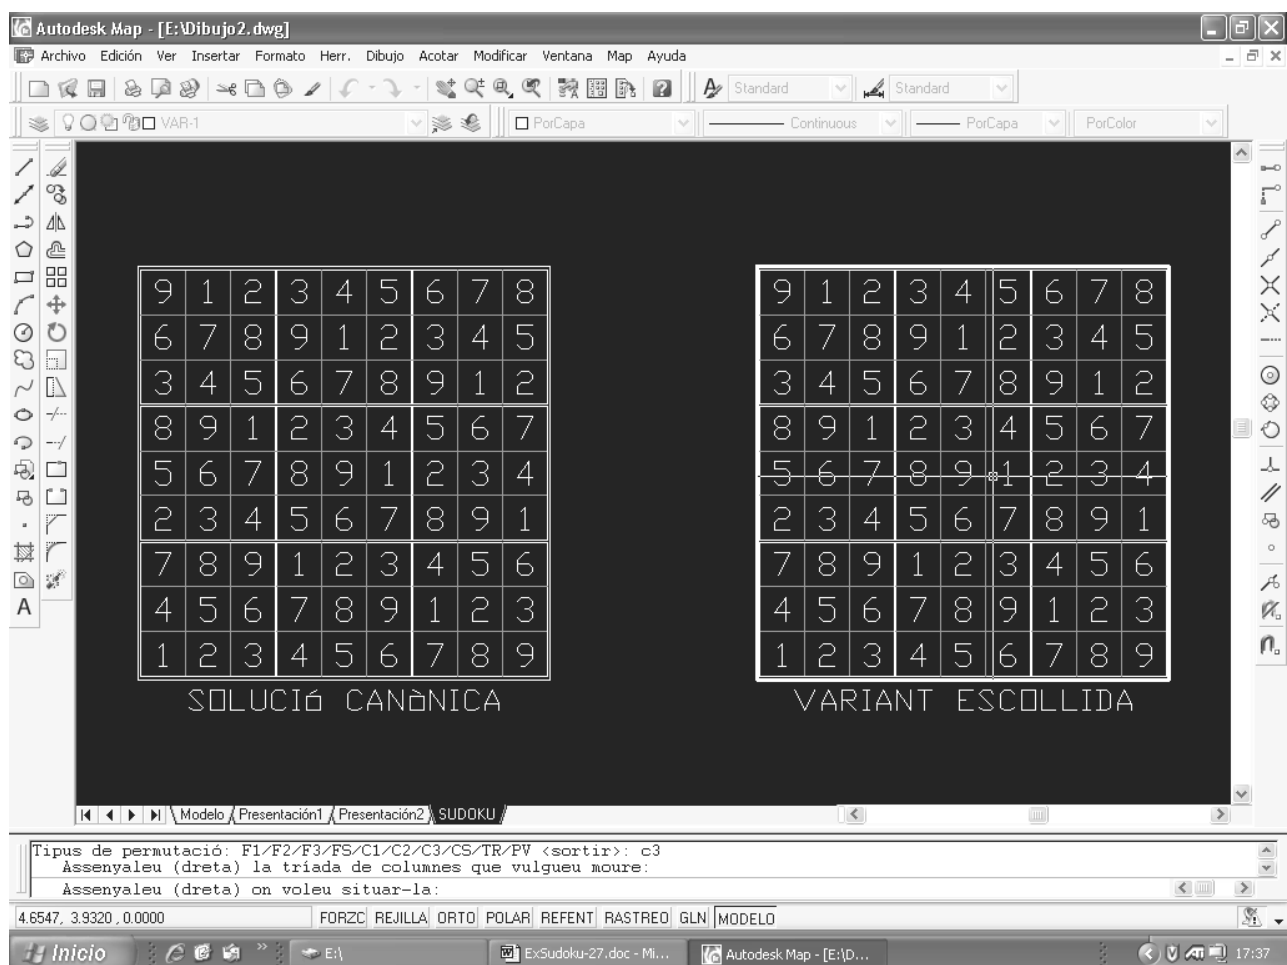 Autodesk Map - [E:\Dibujo2.dwg]
Archivo Edición Ver Insertar Formato Herr. Dibujo Acotar Modificar Ventana Map Ayuda
Standard Standard
VAR-1 PorCapa Continuous PorCapa PorColor
9 1 2 3 4 5 6 7 8 9 1 2 3 4 5 6 7 8
6 7 8 9 1 2 3 4 5 6 7 8 9 1 2 3 4 5
3 4 5 6 7 8 9 1 2 3 4 5 6 7 8 9 1 2
8 9 1 2 3 4 5 6 7 8 9 1 2 3 4 5 6 7
5 6 7 8 9 1 2 3 4 5 6 7 8 9 1 2 3 4
2 3 4 5 6 7 8 9 1 2 3 4 5 6 7 8 9 1
7 8 9 1 2 3 4 5 6 7 8 9 1 2 3 4 5 6
4 5 6 7 8 9 1 2 3 4 5 6 7 8 9 1 2 3
1 2 3 4 5 6 7 8 9 1 2 3 4 5 6 7 8 9
SOLUCIó CANòNICA VARIANT ESCOLLIDA
Modelo Presentación1 Presentación2 SUDOKU
Tipus de permutació: F1/F2/F3/FS/C1/C2/C3/CS/TR/PV <sortir>: c3
Assenyaleu (dreta) la tríada de columnes que vulgueu moure:
Assenyaleu (dreta) on voleu situar-la:
4.6547, 3.9320, 0.0000 FORZC REJILLA ORTO POLAR REFENT RASTREO GLN MODELO
Inicio » E:\ ExSudoku-27.doc - Mi... Autodesk Map - [E:\D... 17:37